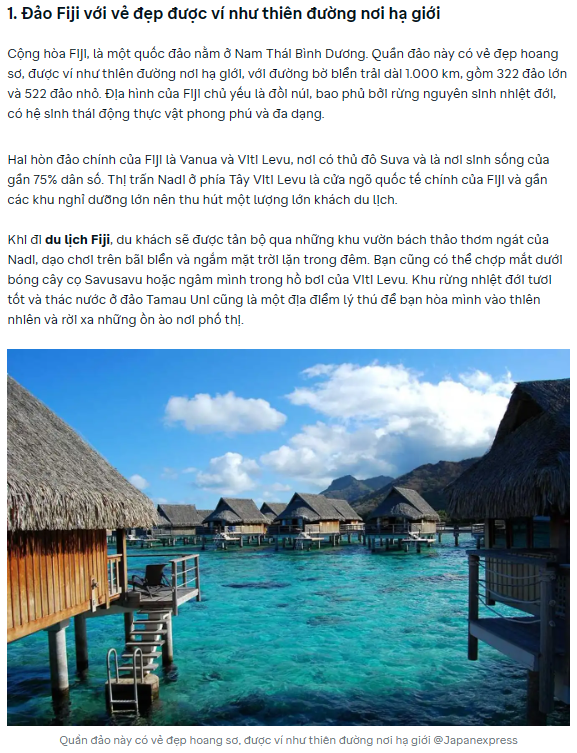 1. Đảo Fiji với vẻ đẹp được ví như thiên đường nơi hạ giới
Cộng hòa Fiji, là một quốc đảo nằm ở Nam Thái Bình Dương. Quần đảo này có vẻ đẹp hoang
sơ, được ví như thiên đường nơi hạ giới, với đường bờ biển trải dài 1.000 km, gồm 322 đảo lớn
và 522 đảo nhỏ. Địa hình của Fiji chủ yếu là đồi núi, bao phủ bởi rừng nguyên sinh nhiệt đới,
có hệ sinh thái động thực vật phong phú và đa dạng.
Hai hòn đảo chính của Fiji là Vanua và Viti Levu, nơi có thủ đô Suva và là nơi sinh sống của
gần 75% dân số. Thị trấn Nadi ở phía Tây Viti Levu là cửa ngõ quốc tế chính của Fiji và gần
các khu nghỉ dưỡng lớn nên thu hút một lượng lớn khách du lịch.
Khi đi du lịch Fiji, du khách sẽ được tản bộ qua những khu vườn bách thảo thơm ngát của
Nadi, dạo chơi trên bãi biển và ngắm mặt trời lặn trong đêm. Bạn cũng có thể chợp mắt dưới
bóng cây cọ Savusavu hoặc ngâm mình trong hồ bơi của Viti Levu. Khu rừng nhiệt đới tươi
tốt và thác nước ở đảo Tamau Uni cũng là một địa điểm lý thú để bạn hòa mình vào thiên
nhiên và rời xa những ồn ào nơi phố thị.
Quần đảo này có vẻ đẹp hoang sơ, được ví như thiên đường nơi hạ giới @Japanexpress